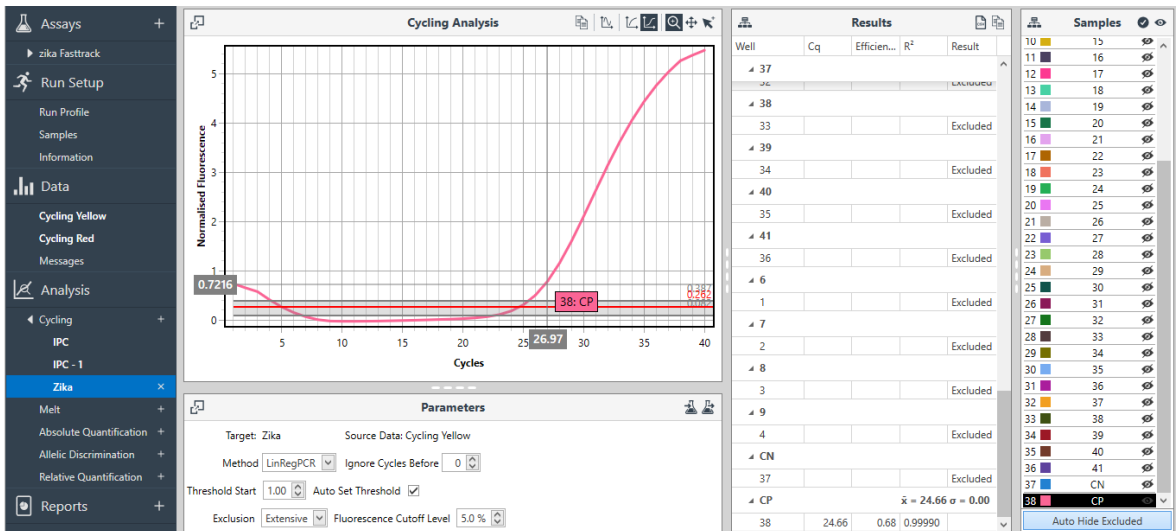 Assays +
zika Fasttrack
Run Setup
Run Profile
Samples
Information
Data
Cycling Yellow
Cycling Red
Messages
Analysis
Cycling +
IPC
IPC - 1
Zika ×
Melt +
Absolute Quantification +
Allelic Discrimination +
Relative Quantification +
Reports +
Cycling Analysis
Normalised Fluorescence
5
4
3
2
1
0
0.7216
0.262
38: CP
5 10 15 20 25 26.97 30 35 40
Cycles
Parameters
Target: Zika Source Data: Cycling Yellow
Method LinRegPCR Ignore Cycles Before 0
Threshold Start 1.00 Auto Set Threshold
Exclusion Extensive Fluorescence Cutoff Level 5.0 %
Results
Well Cq Efficien... R² Result
37
32 Excluded
38
33 Excluded
39
34 Excluded
40
35 Excluded
41
36 Excluded
6
1 Excluded
7
2 Excluded
8
3 Excluded
9
4 Excluded
CN
37 Excluded
CP x̄ = 24.66 σ = 0.00
38 24.66 0.68 0.99990
Samples
10 15
11 16
12 17
13 18
14 19
15 20
16 21
17 22
18 23
19 24
20 25
21 26
22 27
23 28
24 29
25 30
26 31
27 32
28 33
29 34
30 35
31 36
32 37
33 38
34 39
35 40
36 41
37 CN
38 CP
Auto Hide Excluded